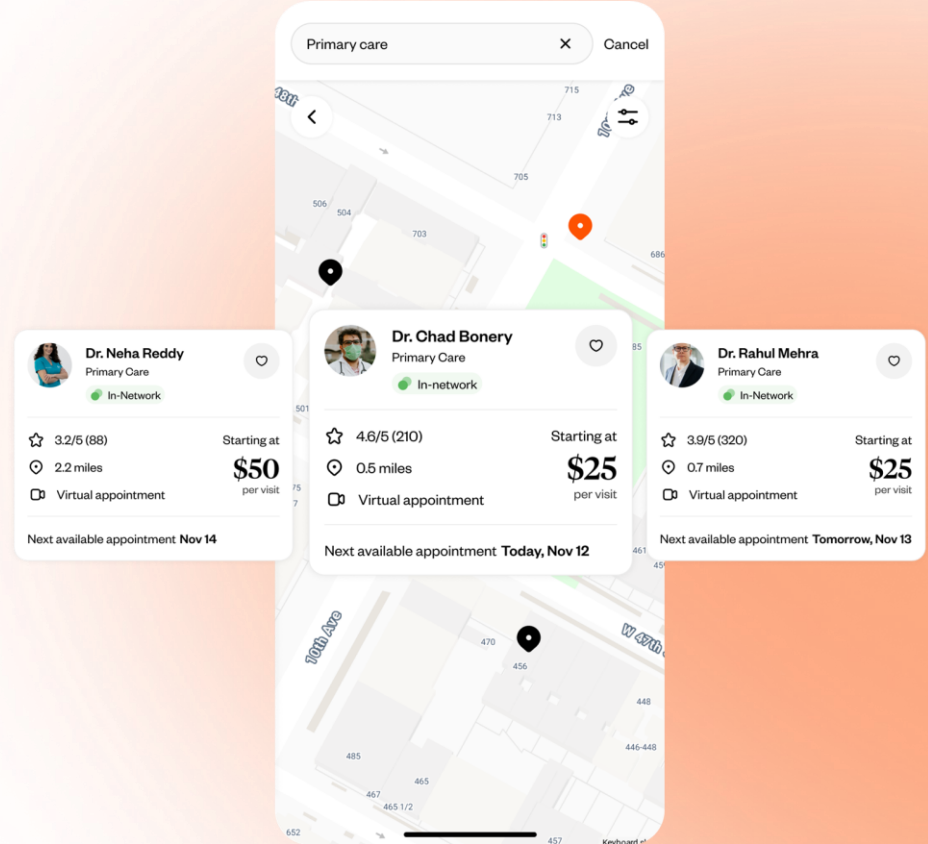 Primary care
Cancel
48th
715
713
705
506
504
703
686
Dr. Neha Reddy
Primary Care
In-Network
3.2/5 (88)
Starting at
2.2 miles
$50
per visit
Virtual appointment
Next available appointment Nov 14
Dr. Chad Bonery
Primary Care
In-network
4.6/5 (210)
Starting at
0.5 miles
$25
per visit
Virtual appointment
Next available appointment Today, Nov 12
Dr. Rahul Mehra
Primary Care
In-Network
3.9/5 (320)
Starting at
0.7 miles
$25
per visit
Virtual appointment
Next available appointment Tomorrow, Nov 13
501
461
10th Ave
W 47th
470
456
448
446-448
485
465
467
465 1/2
652
457
Keyboard